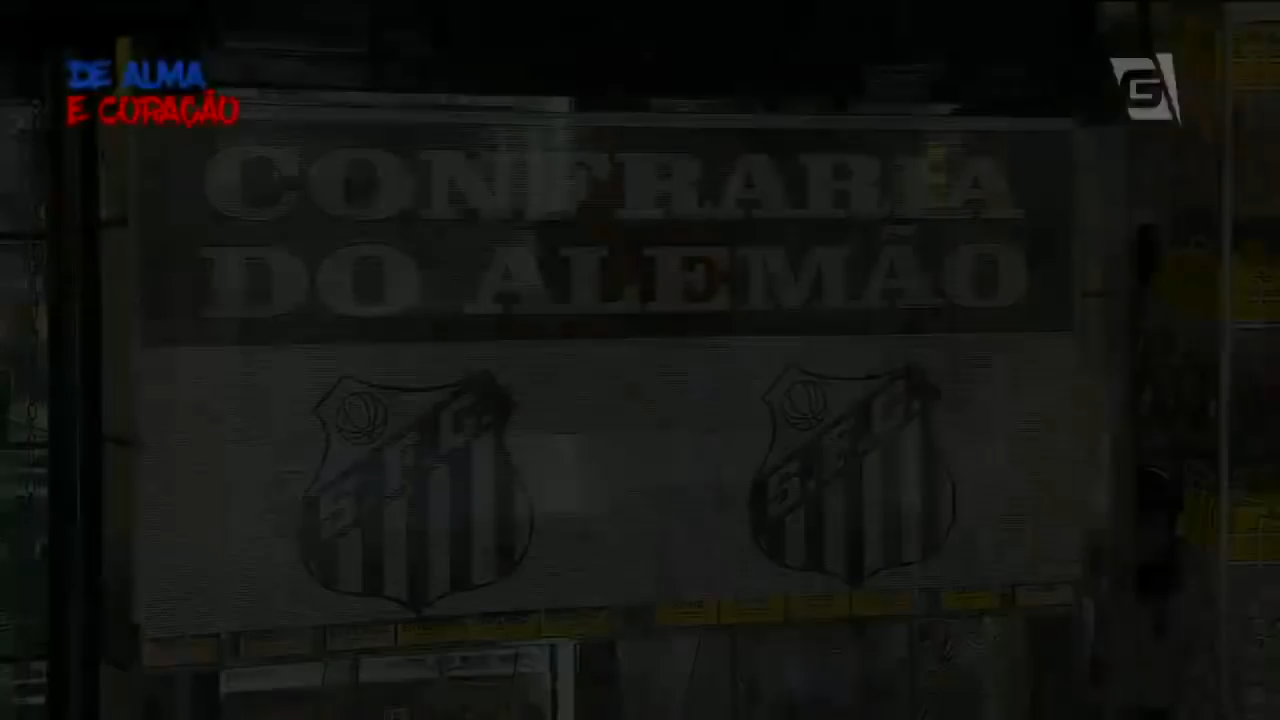 DE ALMA
E CORAÇÃO
G
CONFRARIA
DO ALEMÃO
S.F.C.
S.F.C.